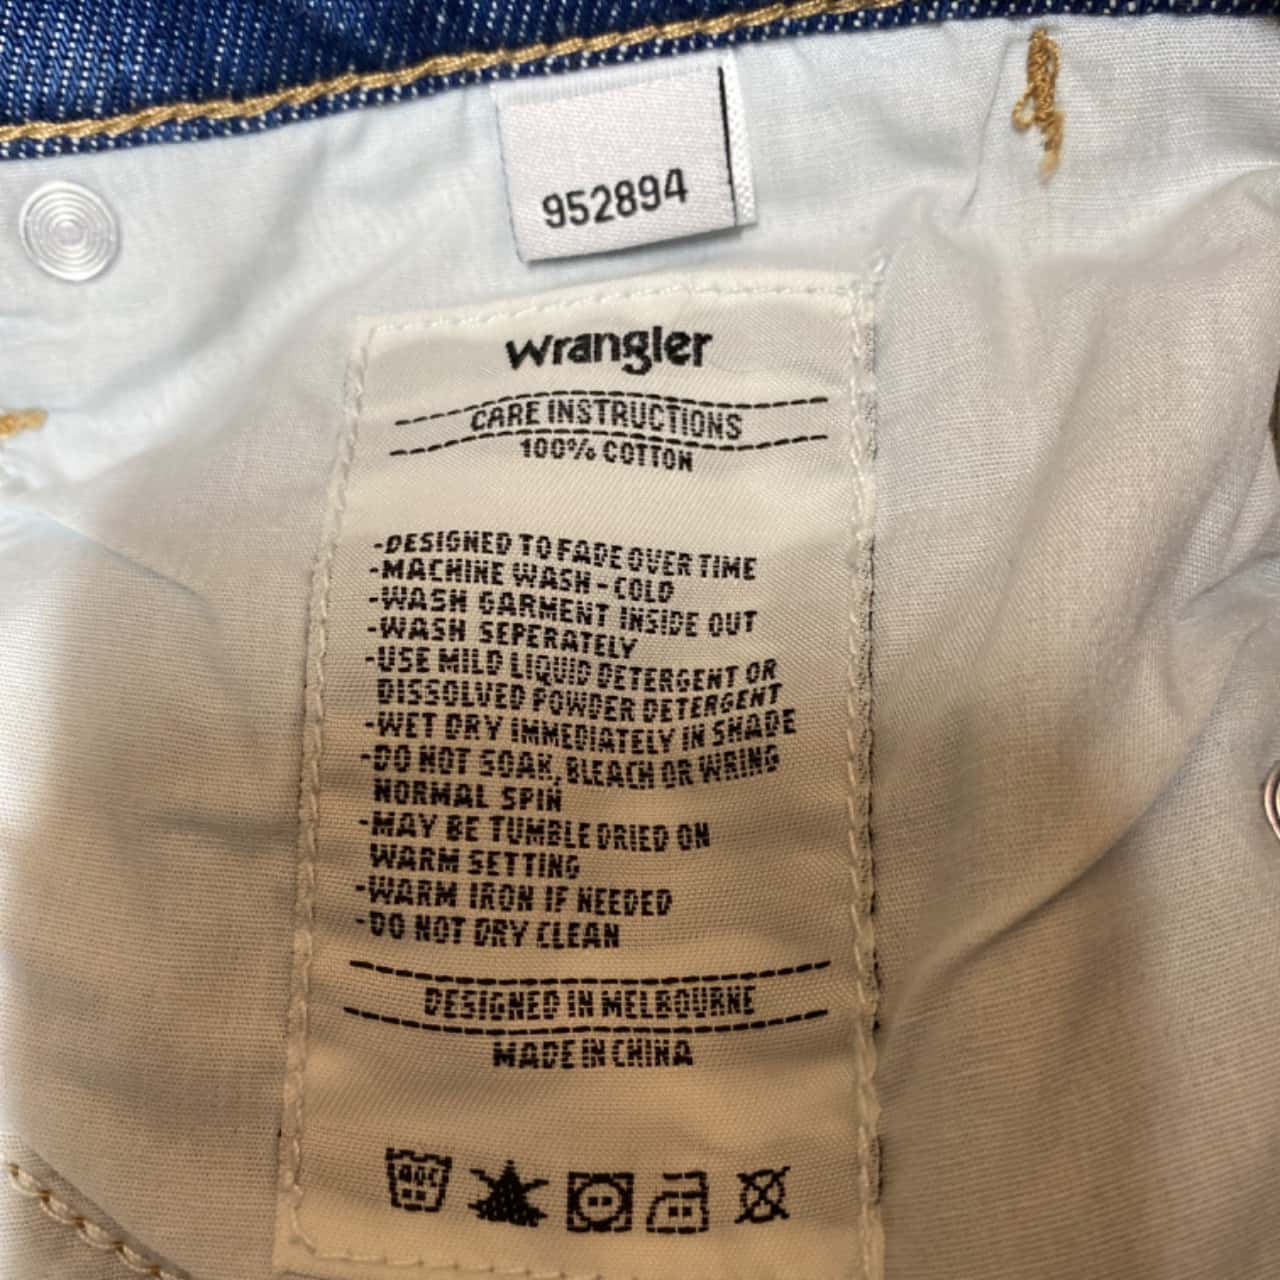 952894
wrangler
CARE INSTRUCTIONS
100% COTTON
-DESIGNED TO FADE OVER TIME
-MACHINE WASH - COLD
-WASH GARMENT INSIDE OUT
-WASH SEPERATELY
-USE MILD LIQUID DETERGENT OR
DISSOLVED POWDER DETERGENT
-WET DRY IMMEDIATELY IN SHADE
-DO NOT SOAK, BLEACH OR WRING
NORMAL SPIN
-MAY BE TUMBLE DRIED ON
WARM SETTING
-WARM IRON IF NEEDED
-DO NOT DRY CLEAN
DESIGNED IN MELBOURNE
MADE IN CHINA
40C